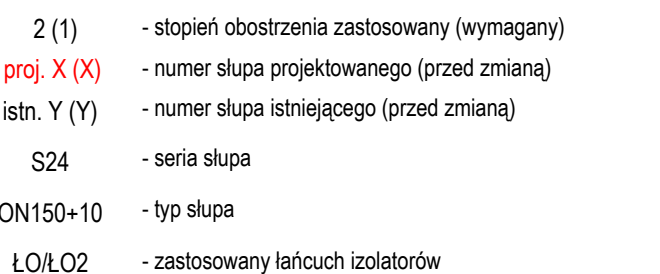 2 (1) - stopień obostrzenia zastosowany (wymagany)
proj. X (X) - numer słupa projektowanego (przed zmianą)
istn. Y (Y) - numer słupa istniejącego (przed zmianą)
S24 - seria słupa
ON150+10 - typ słupa
ŁO/ŁO2 - zastosowany łańcuch izolatorów